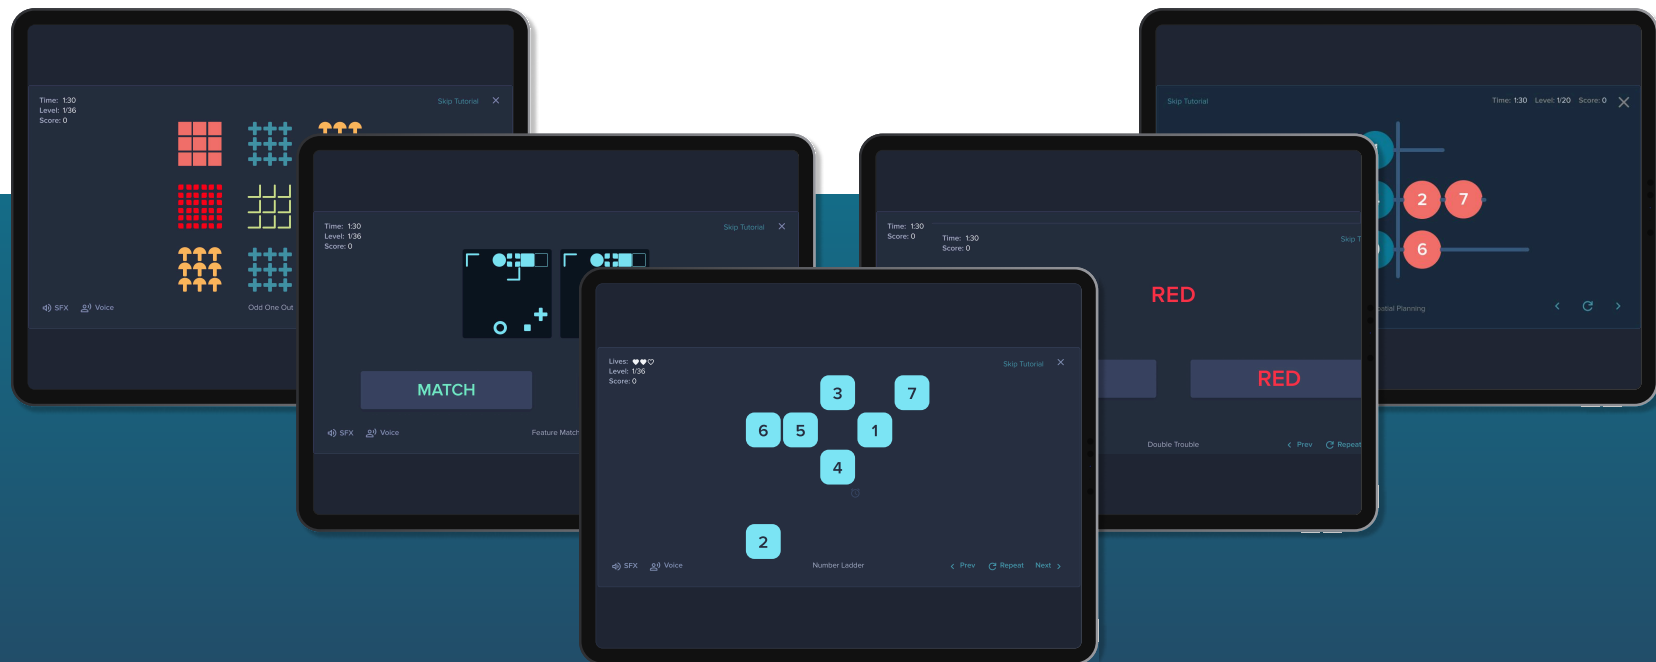 Time: 1:30
Level: 1/36
Score: 0
Skip Tutorial
SFX
Voice
Odd One Out
Time: 1:30
Level: 1/36
Score: 0
Skip Tutorial
MATCH
SFX
Voice
Feature Match
Lives:
Level: 1/36
Score: 0
Skip Tutorial
3 7
6 5 1
4
2
SFX
Voice
Number Ladder
Prev
Repeat
Next
Time: 1:30
Score: 0
Time: 1:30
Score: 0
Skip T
RED
RED
Double Trouble
Prev
Repeat
Skip Tutorial
Time: 1:30 Level: 1/20 Score: 0
2 7
6
Planning